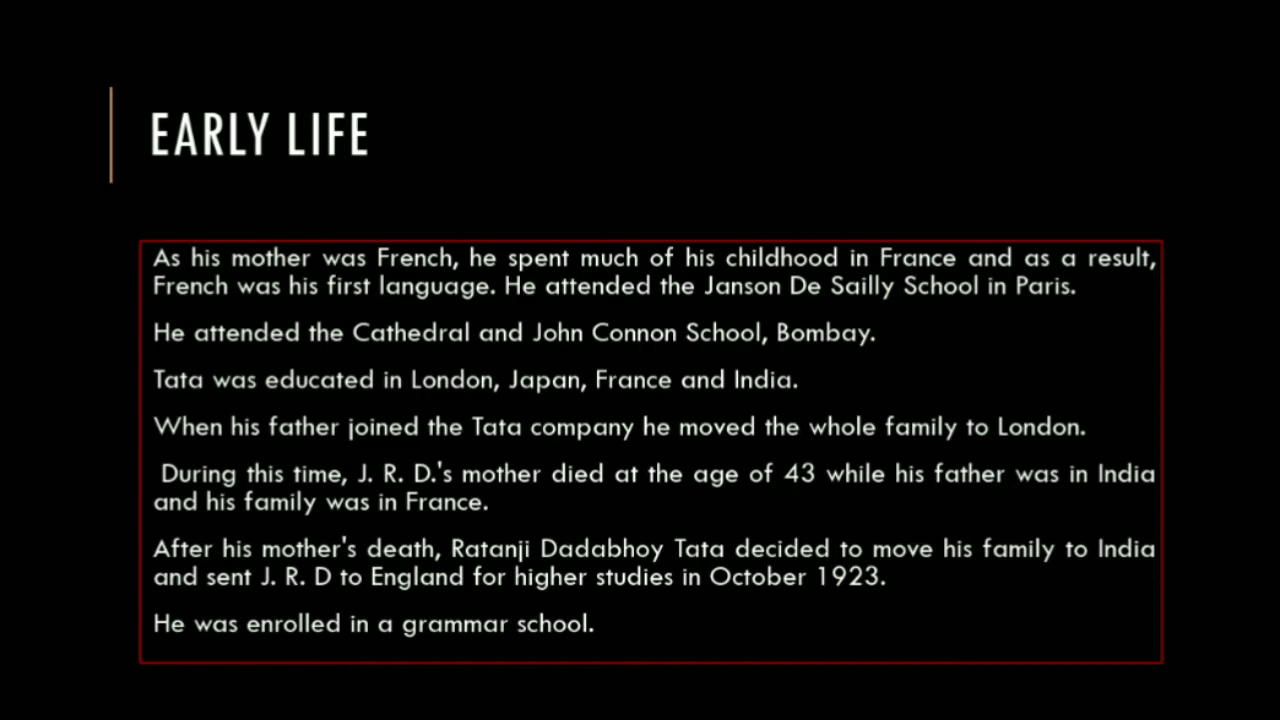 EARLY LIFE
As his mother was French, he spent much of his childhood in France and as a result,
French was his first language. He attended the Janson De Sailly School in Paris.
He attended the Cathedral and John Connon School, Bombay.
Tata was educated in London, Japan, France and India.
When his father joined the Tata company he moved the whole family to London.
During this time, J. R. D.'s mother died at the age of 43 while his father was in India
and his family was in France.
After his mother's death, Ratanji Dadabhoy Tata decided to move his family to India
and sent J. R. D to England for higher studies in October 1923.
He was enrolled in a grammar school.